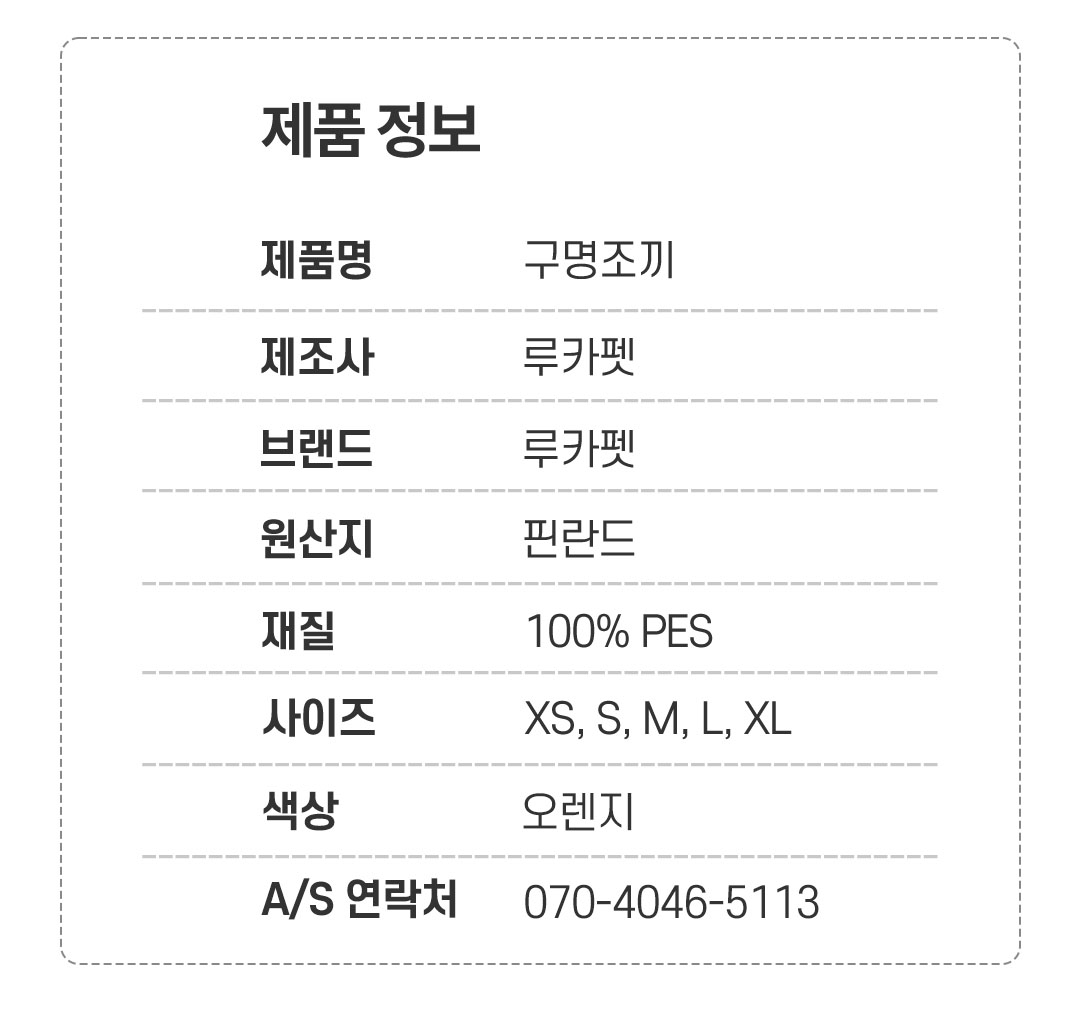 제품 정보
제품명 구명조끼
제조사 루카펫
브랜드 루카펫
원산지 핀란드
재질 100% PES
사이즈 XS, S, M, L, XL
색상 오렌지
A/S 연락처 070-4046-5113